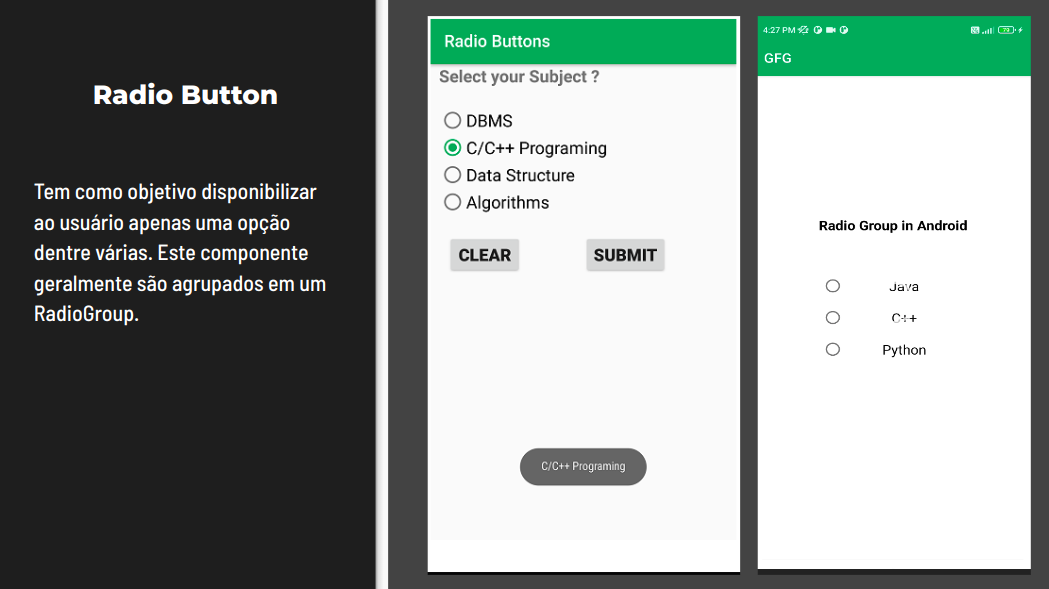 Radio Button
Tem como objetivo disponibilizar
ao usuário apenas uma opção
dentre várias. Este componente
geralmente são agrupados em um
RadioGroup.
Radio Buttons
Select your Subject ?
DBMS
C/C++ Programing
Data Structure
Algorithms
CLEAR SUBMIT
C/C++ Programing
4:27 PM
GFG
Radio Group in Android
Java
C++
Python